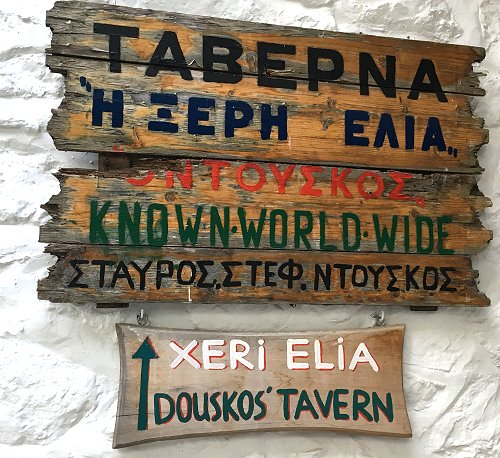 ΤΑΒΕΡΝΑ
"Η ΞΕΡΗ ΕΛΙΑ"
"Ο ΝΤΟΥΣΚΟΣ"
KNOWN·WORLD·WIDE
ΣΤΑΥΡΟΣ. ΣΤΕΦ. ΝΤΟΥΣΚΟΣ
XERi ELIA
DOUSKOS' TAVERN